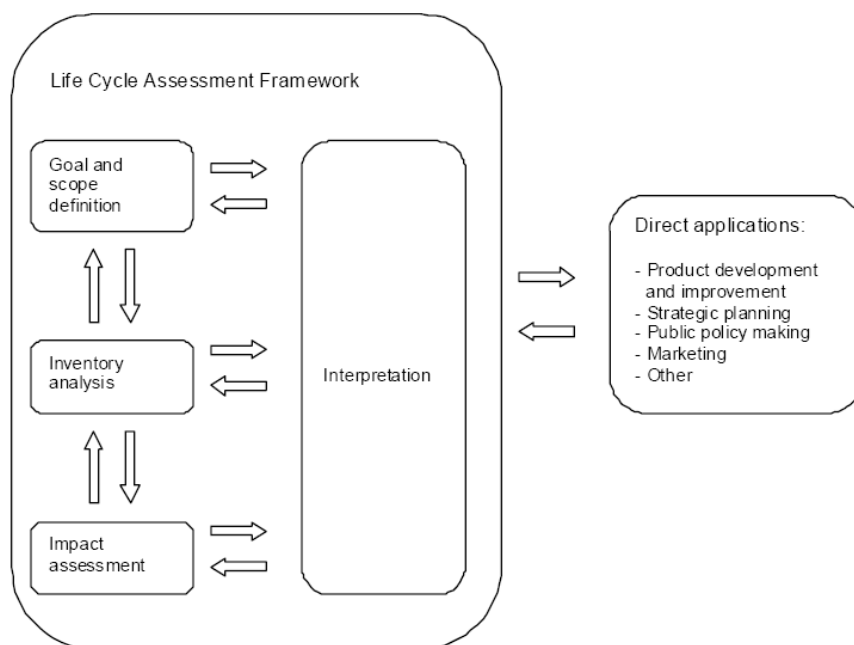 Life Cycle Assessment Framework
Goal and
scope
definition
Inventory
analysis
Impact
assessment
Interpretation
Direct applications:
- Product development
and improvement
- Strategic planning
- Public policy making
- Marketing
- Other